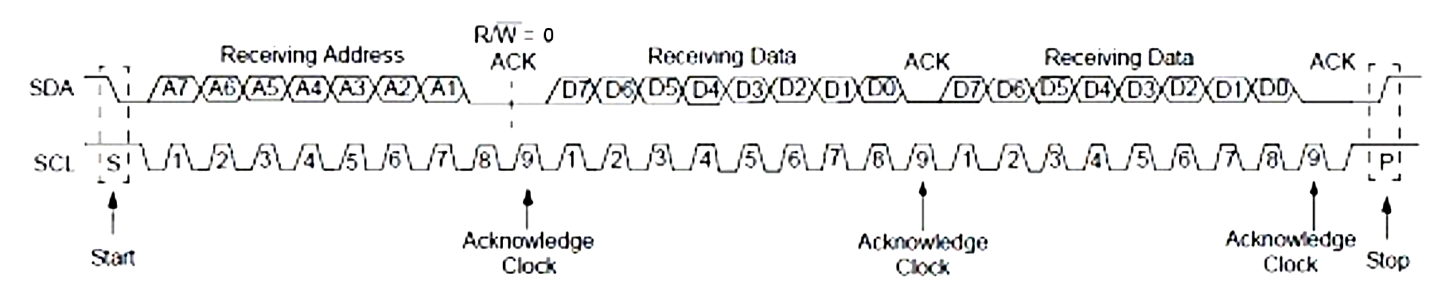 R/W = 0
Receiving Address ACK Receiving Data ACK Receiving Data ACK
SDA A7 A6 A5 A4 A3 A2 A1 D7 D6 D5 D4 D3 D2 D1 D0 D7 D6 D5 D4 D3 D2 D1 D0
SCL S 1 2 3 4 5 6 7 8 9 1 2 3 4 5 6 7 8 9 1 2 3 4 5 6 7 8 9 P
Start Acknowledge Clock Acknowledge Clock Acknowledge Clock Stop